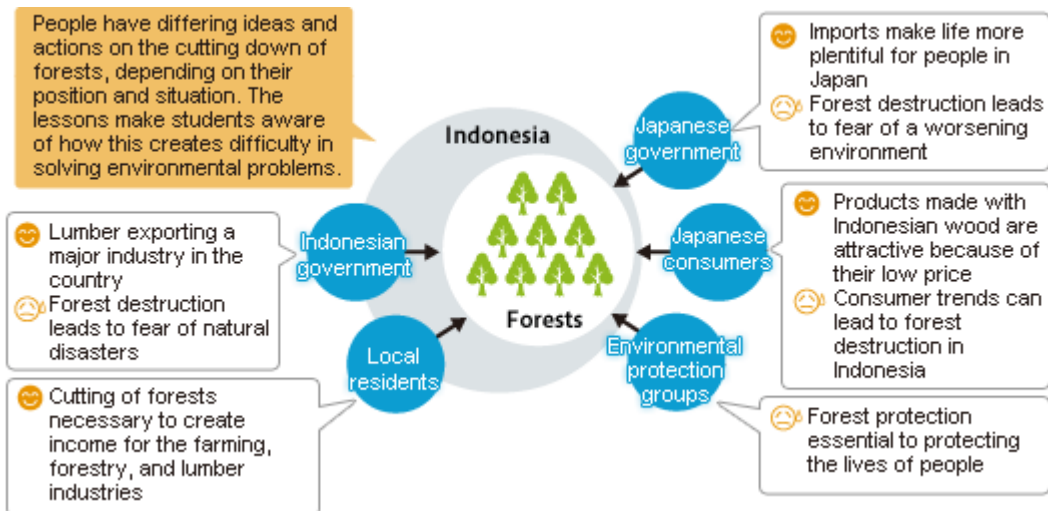 People have differing ideas and
actions on the cutting down of
forests, depending on their
position and situation. The
lessons make students aware
of how this creates difficulty in
solving environmental problems.
Indonesia
Forests
Japanese
government
Imports make life more
plentiful for people in
Japan
Forest destruction leads
to fear of a worsening
environment
Indonesian
government
Lumber exporting a
major industry in the
country
Forest destruction
leads to fear of natural
disasters
Japanese
consumers
Products made with
Indonesian wood are
attractive because of
their low price
Consumer trends can
lead to forest
destruction in
Indonesia
Local
residents
Cutting of forests
necessary to create
income for the farming,
forestry, and lumber
industries
Environmental
protection
groups
Forest protection
essential to protecting
the lives of people